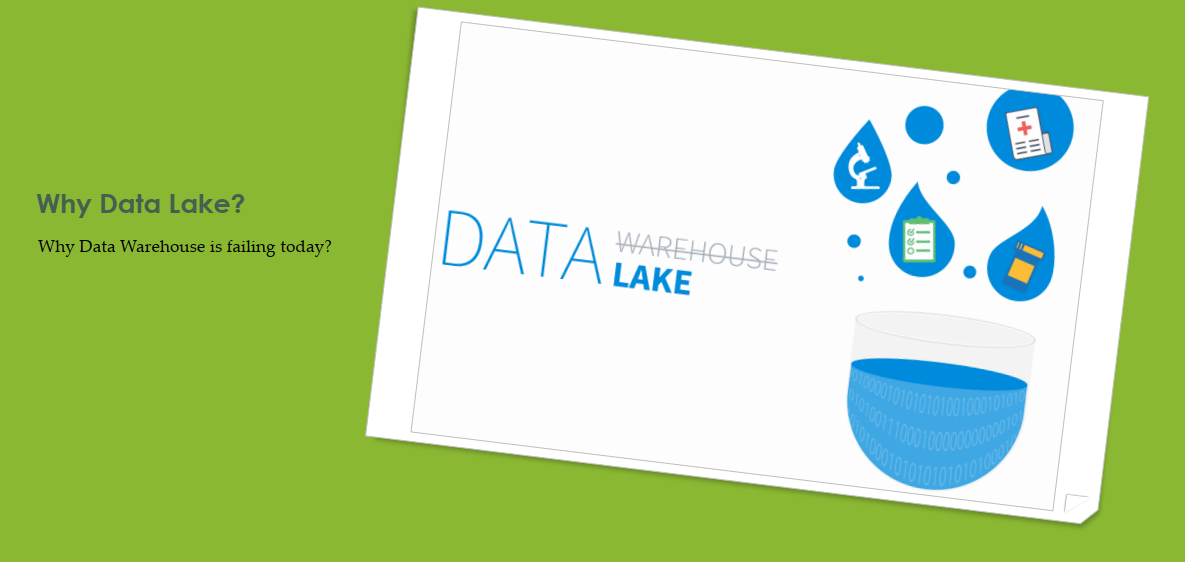 Why Data Lake?
Why Data Warehouse is failing today?
DATA WAREHOUSE
LAKE